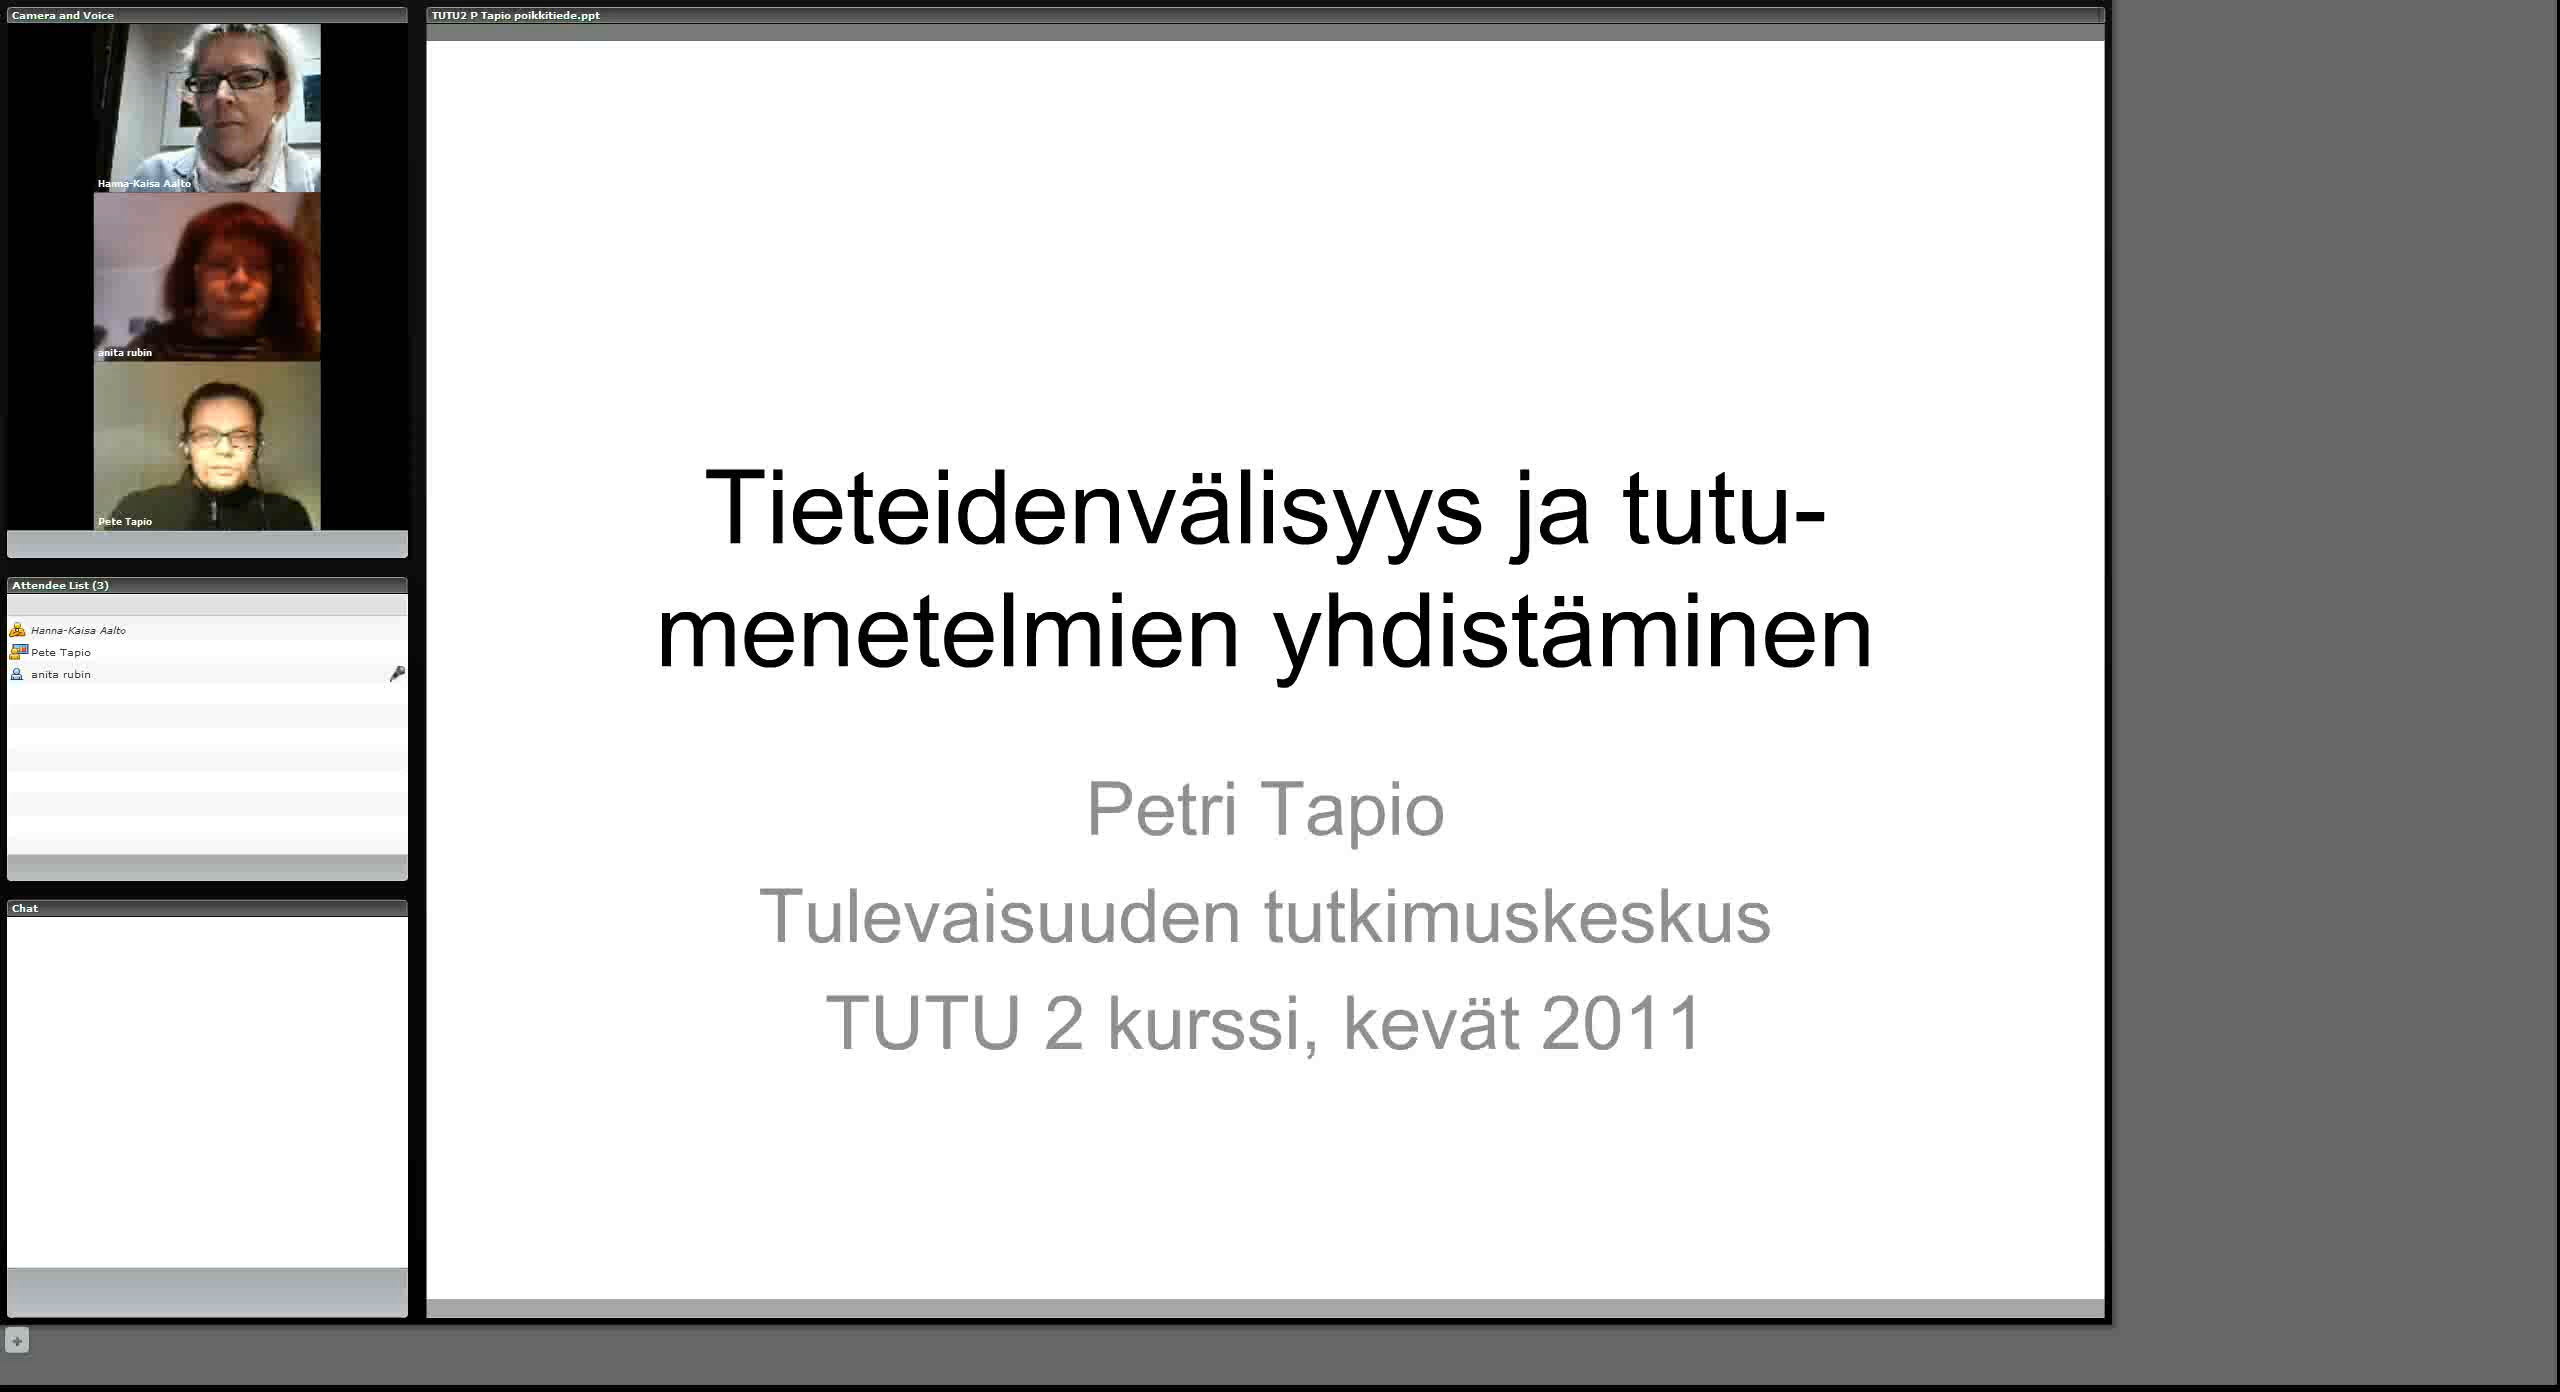 Camera and Voice
Hanna-Kaisa Aalto
anita rubin
Pete Tapio
Attendee List (3)
Hanna-Kaisa Aalto
Pete Tapio
anita rubin
Chat
TUTU2 P Tapio poikkitiede.ppt
Tieteidenvälisyys ja tutu-
menetelmien yhdistäminen
Petri Tapio
Tulevaisuuden tutkimuskeskus
TUTU 2 kurssi, kevät 2011